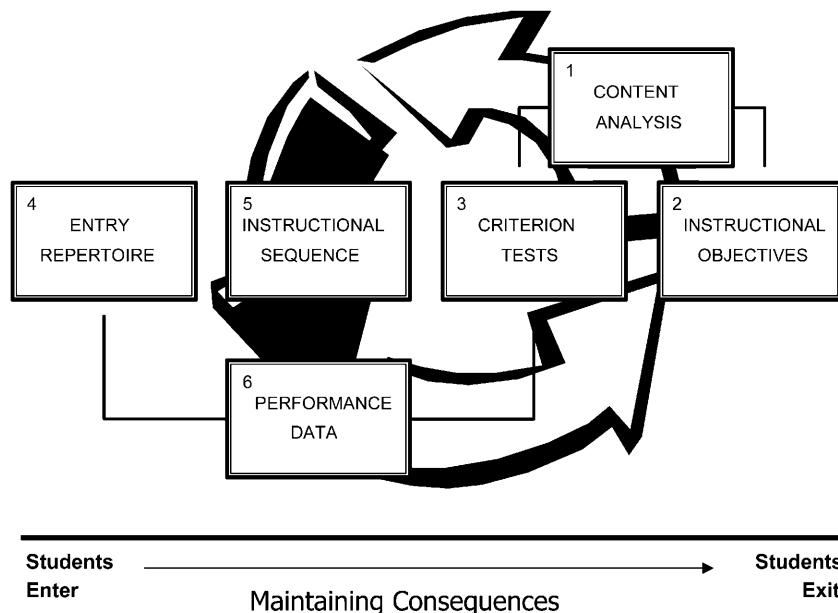 1
CONTENT
ANALYSIS
4
ENTRY
REPERTOIRE
5
INSTRUCTIONAL
SEQUENCE
3
CRITERION
TESTS
2
INSTRUCTIONAL
OBJECTIVES
6
PERFORMANCE
DATA
Students
Enter
Maintaining Consequences
Students
Exit